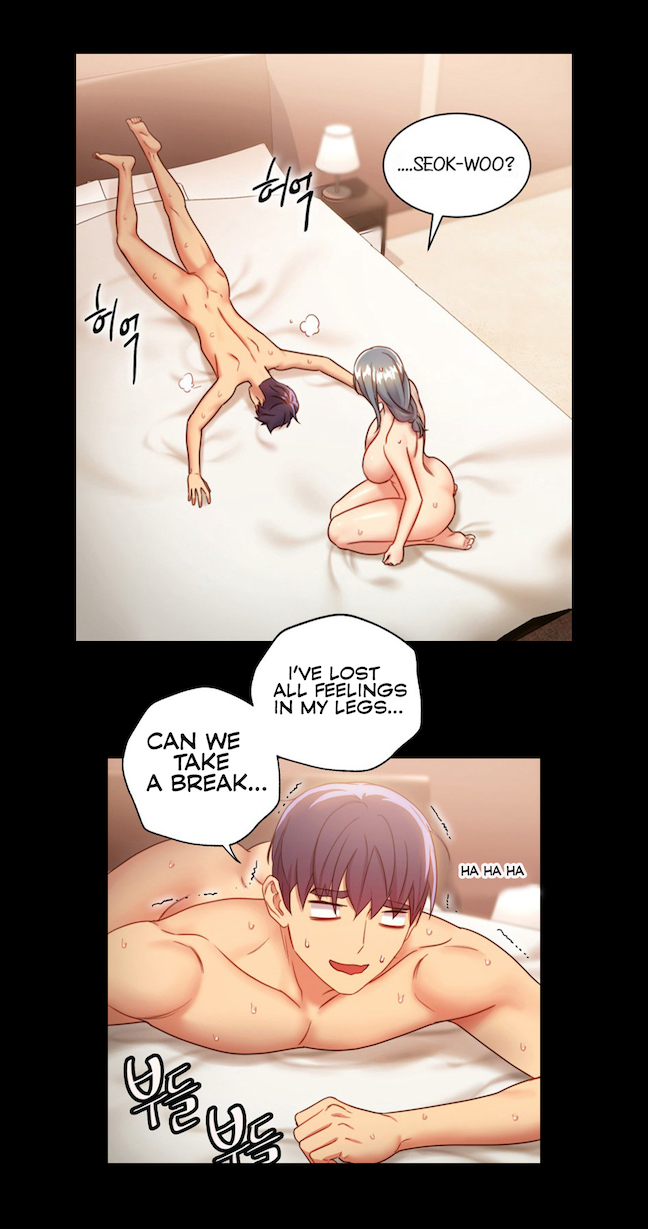 ....SEOK-WOO?
허억
허억
I'VE LOST
ALL FEELINGS
IN MY LEGS...
CAN WE
TAKE
A BREAK...
HA HA HA
부들
부들